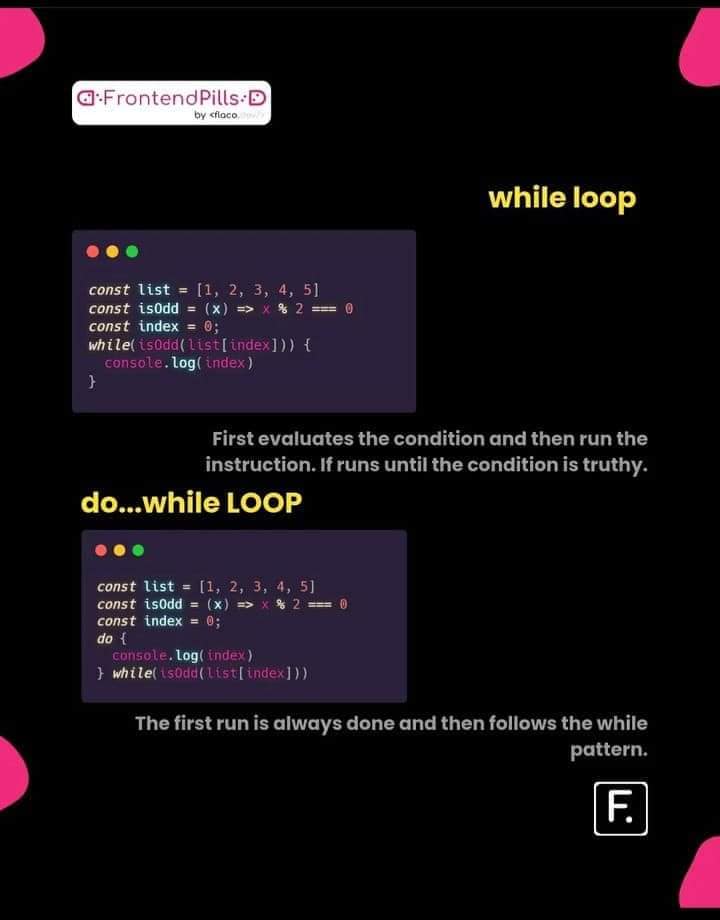 FrontendPills
by <flaco.dev/>
while loop
const list = [1, 2, 3, 4, 5]
const isOdd = (x) => x % 2 === 0
const index = 0;
while(isOdd(list[index])) {
  console.log(index)
}
First evaluates the condition and then run the
instruction. If runs until the condition is truthy.
do...while LOOP
const list = [1, 2, 3, 4, 5]
const isOdd = (x) => x % 2 === 0
const index = 0;
do {
  console.log(index)
} while(isOdd(list[index]))
The first run is always done and then follows the while
pattern.
F.